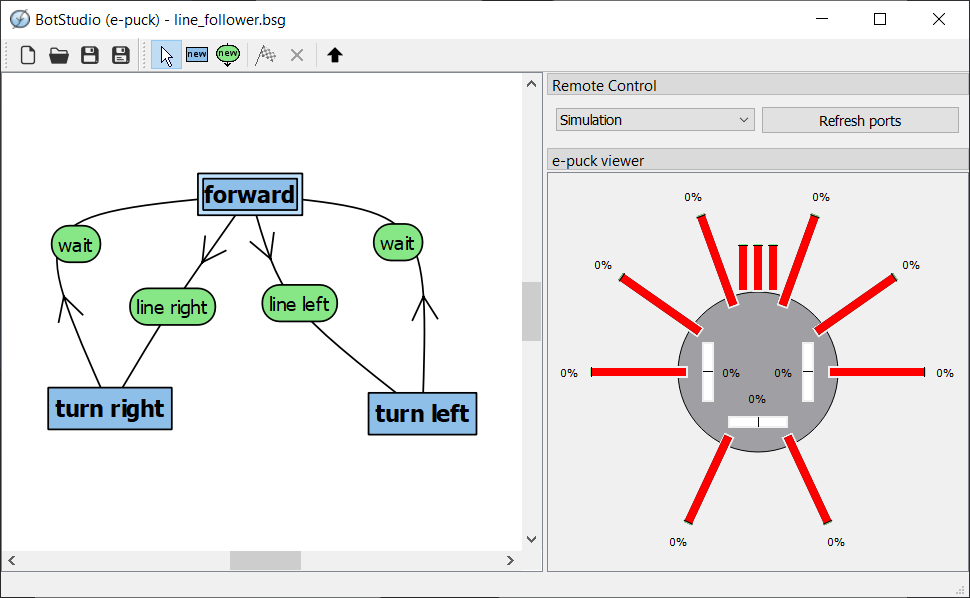 BotStudio (e-puck) - line_follower.bsg
new
new
Remote Control
Simulation
Refresh ports
e-puck viewer
forward
wait
wait
line right
line left
turn right
turn left
0%
0%
0%
0%
0%
0%
0%
0%
0%
0%
0%